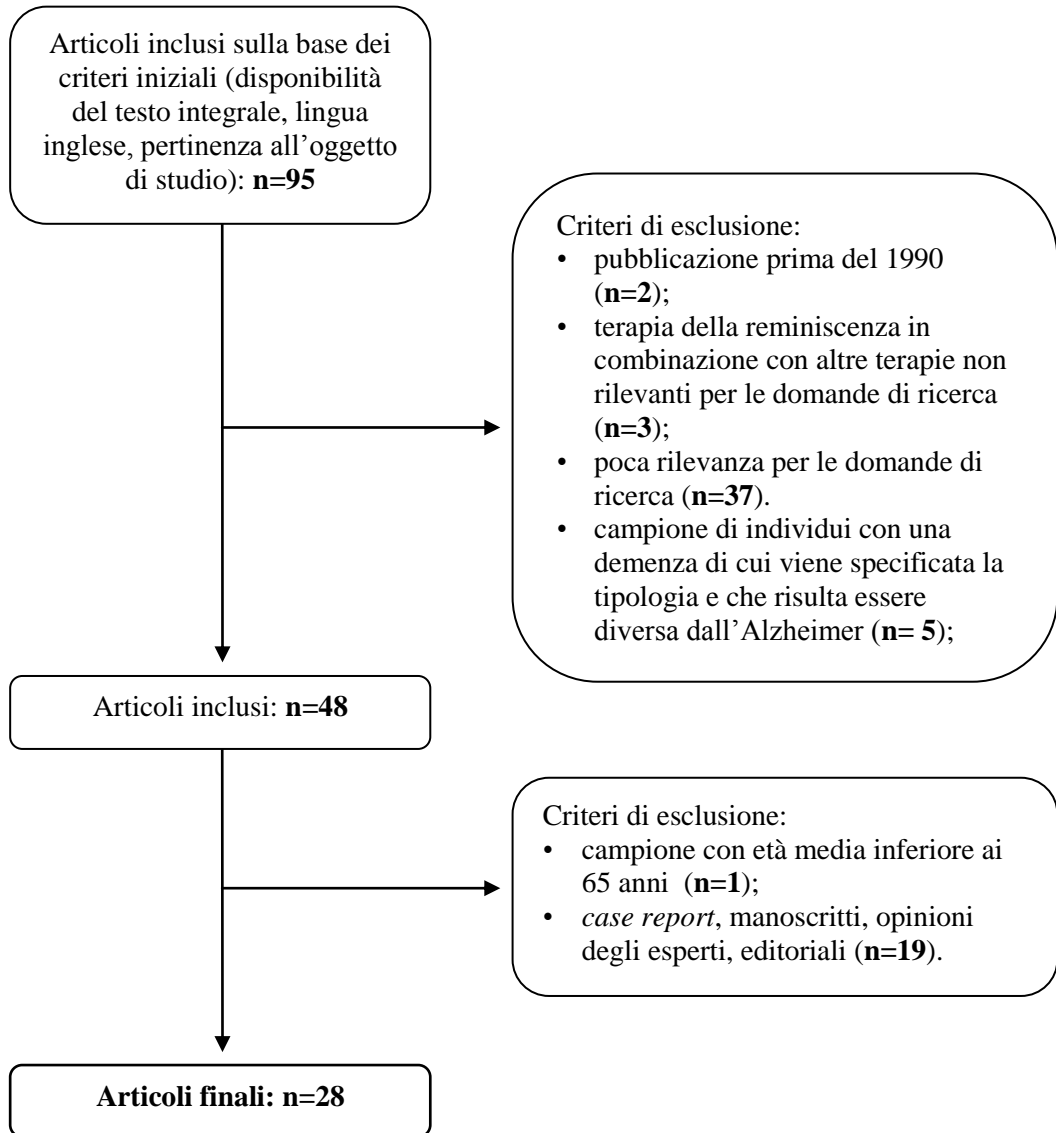 Articoli inclusi sulla base dei
criteri iniziali (disponibilità
del testo integrale, lingua
inglese, pertinenza all’oggetto
di studio): n=95
Criteri di esclusione:
• pubblicazione prima del 1990
(n=2);
• terapia della reminiscenza in
combinazione con altre terapie non
rilevanti per le domande di ricerca
(n=3);
• poca rilevanza per le domande di
ricerca (n=37).
• campione di individui con una
demenza di cui viene specificata la
tipologia e che risulta essere
diversa dall’Alzheimer (n= 5);
Articoli inclusi: n=48
Criteri di esclusione:
• campione con età media inferiore ai
65 anni (n=1);
• case report, manoscritti, opinioni
degli esperti, editoriali (n=19).
Articoli finali: n=28